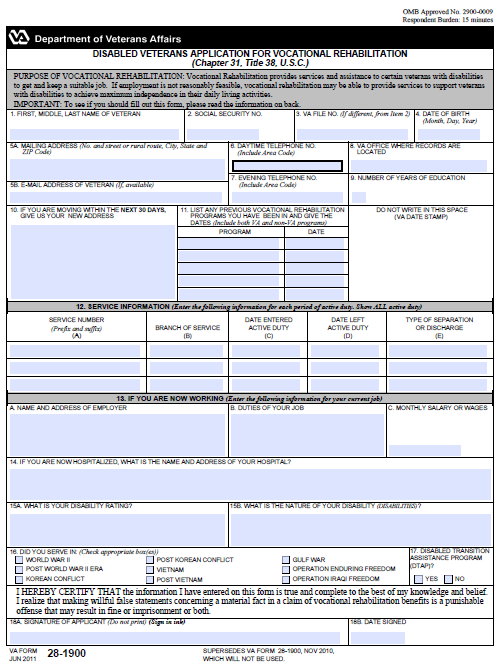 OMB Approved No. 2900-0009
Respondent Burden: 15 minutes
VA Department of Veterans Affairs
DISABLED VETERANS APPLICATION FOR VOCATIONAL REHABILITATION
(Chapter 31, Title 38, U.S.C.)
PURPOSE OF VOCATIONAL REHABILITATION: Vocational Rehabilitation provides services and assistance to certain veterans with disabilities
to get and keep a suitable job. If employment is not reasonably feasible, vocational rehabilitation may be able to provide services to support veterans
with disabilities to achieve maximum independence in their daily living activities.
IMPORTANT: To see if you should fill out this form, please read the information on back.
1. FIRST, MIDDLE, LAST NAME OF VETERAN
2. SOCIAL SECURITY NO.
3. VA FILE NO. (If different, from Item 2)
4. DATE OF BIRTH
(Month, Day, Year)
5A. MAILING ADDRESS (No. and street or rural route, City, State and
ZIP Code)
6. DAYTIME TELEPHONE NO.
(Include Area Code)
8. VA OFFICE WHERE RECORDS ARE
LOCATED
5B. E-MAIL ADDRESS OF VETERAN (If, available)
7. EVENING TELEPHONE NO.
(Include Area Code)
9. NUMBER OF YEARS OF EDUCATION
10. IF YOU ARE MOVING WITHIN THE NEXT 30 DAYS,
GIVE US YOUR NEW ADDRESS
11. LIST ANY PREVIOUS VOCATIONAL REHABILITATION
PROGRAMS YOU HAVE BEEN IN AND GIVE THE
DATES (Include both VA and non-VA programs)
PROGRAM
DATE
DO NOT WRITE IN THIS SPACE
(VA DATE STAMP)
12. SERVICE INFORMATION (Enter the following information for each period of active duty. Show ALL active duty)
SERVICE NUMBER
(Prefix and suffix)
(A)
BRANCH OF SERVICE
(B)
DATE ENTERED
ACTIVE DUTY
(C)
DATE LEFT
ACTIVE DUTY
(D)
TYPE OF SEPARATION
OR DISCHARGE
(E)
13. IF YOU ARE NOW WORKING (Enter the following information for your current job)
A. NAME AND ADDRESS OF EMPLOYER
B. DUTIES OF YOUR JOB
C. MONTHLY SALARY OR WAGES
14. IF YOU ARE NOW HOSPITALIZED, WHAT IS THE NAME AND ADDRESS OF YOUR HOSPITAL?
15A. WHAT IS YOUR DISABILITY RATING?
15B. WHAT IS THE NATURE OF YOUR DISABILITY (DISABILITIES)?
16. DID YOU SERVE IN: (Check appropriate box(es))
WORLD WAR II
POST WORLD WAR II ERA
KOREAN CONFLICT
POST KOREAN CONFLICT
VIETNAM
POST VIETNAM
GULF WAR
OPERATION ENDURING FREEDOM
OPERATION IRAQI FREEDOM
17. DISABLED TRANSITION
ASSISTANCE PROGRAM
(DTAP)?
YES
NO
I HEREBY CERTIFY THAT the information I have entered on this form is true and complete to the best of my knowledge and belief.
I realize that making willful false statements concerning a material fact in a claim of vocational rehabilitation benefits is a punishable
offense that may result in fine or imprisonment or both.
18A. SIGNATURE OF APPLICANT (Do not print) (Sign in ink)
18B. DATE SIGNED
VA FORM
JUN 2011
28-1900
SUPERSEDES VA FORM 28-1900, NOV 2010,
WHICH WILL NOT BE USED.